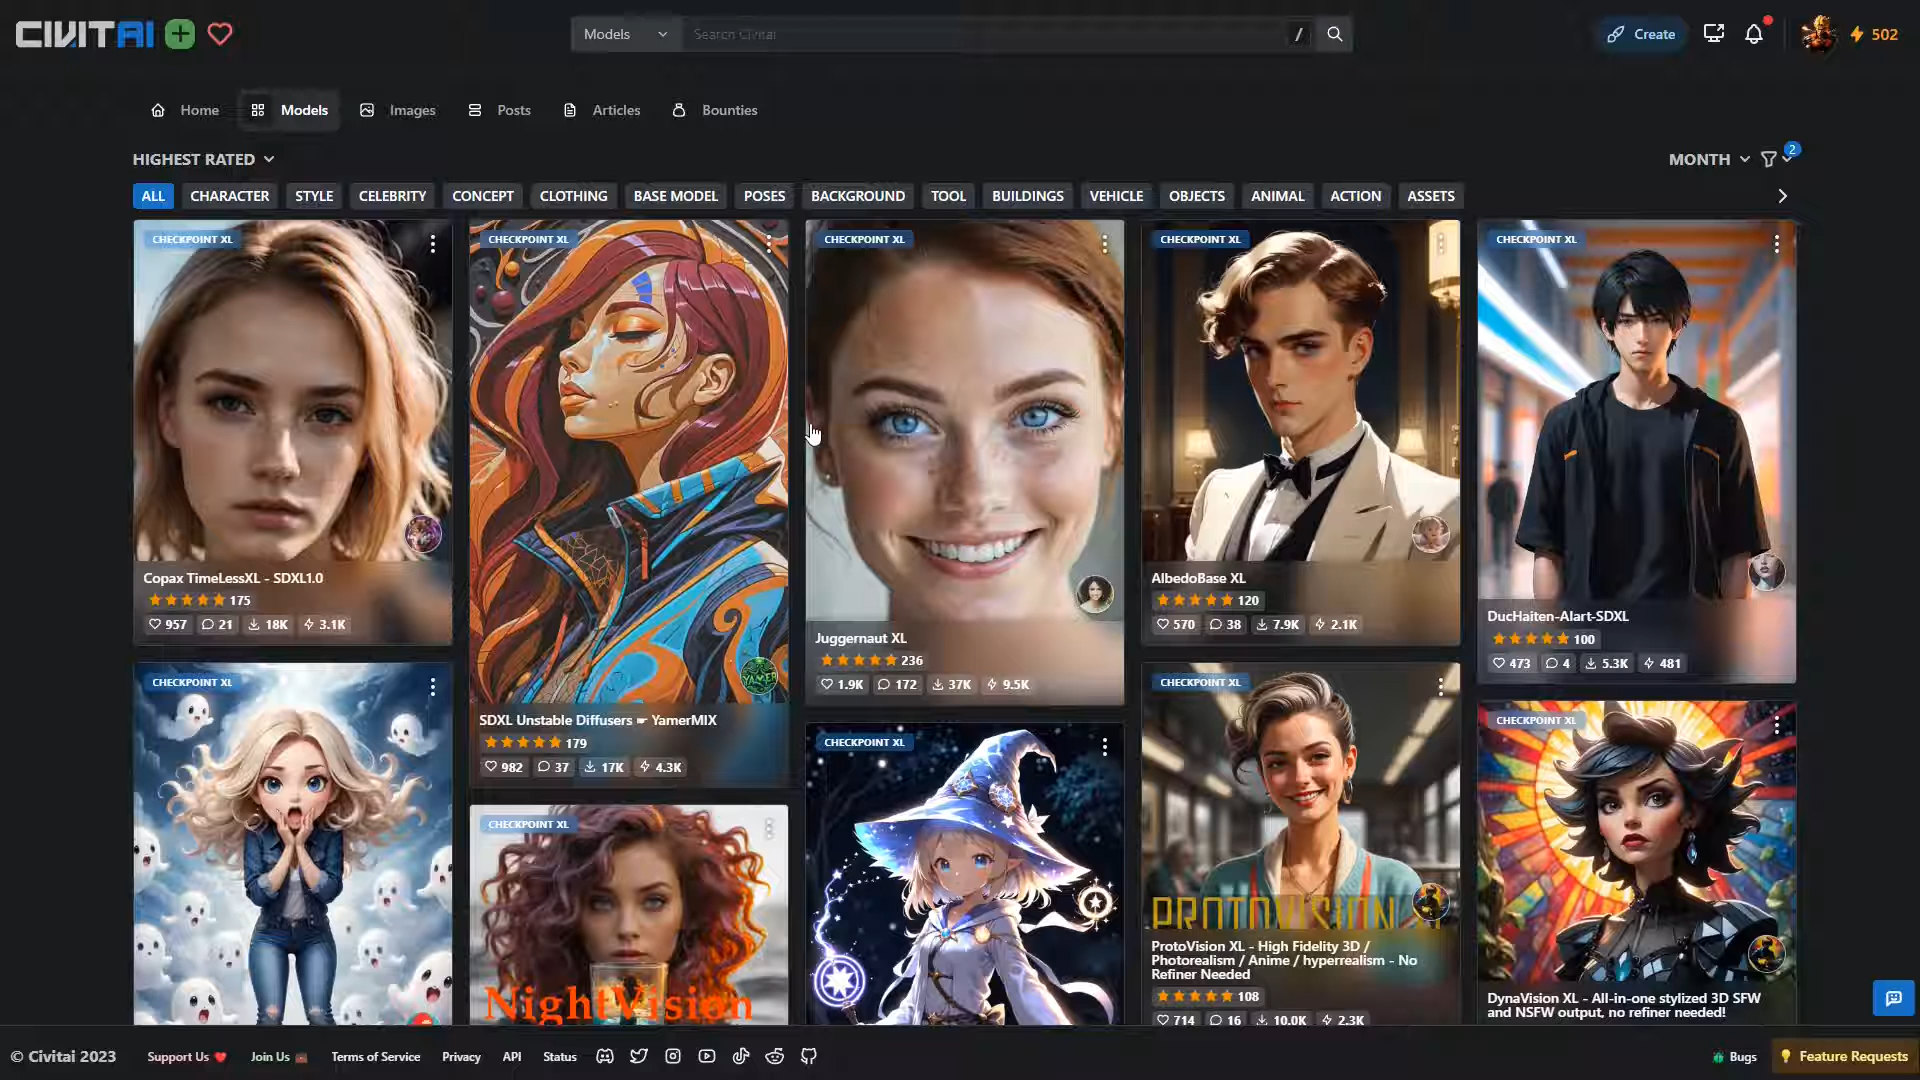 CIVITAI
Models
Search Civitai
/
Create
502
Home
Models
Images
Posts
Articles
Bounties
HIGHEST RATED
MONTH
2
ALL
CHARACTER
STYLE
CELEBRITY
CONCEPT
CLOTHING
BASE MODEL
POSES
BACKGROUND
TOOL
BUILDINGS
VEHICLE
OBJECTS
ANIMAL
ACTION
ASSETS
CHECKPOINT XL
Copax TimeLessXL - SDXL1.0
175
957
21
18K
3.1K
CHECKPOINT XL
YAMER
SDXL Unstable Diffusers ☛ YamerMIX
179
982
37
17K
4.3K
CHECKPOINT XL
Juggernaut XL
236
1.9K
172
37K
9.5K
CHECKPOINT XL
AlbedoBase XL
120
570
38
7.9K
2.1K
CHECKPOINT XL
DucHaiten-AIart-SDXL
100
473
4
5.3K
481
CHECKPOINT XL
CHECKPOINT XL
NightVision
CHECKPOINT XL
CHECKPOINT XL
PROTOVISION
ProtoVision XL - High Fidelity 3D /
Photorealism / Anime / hyperrealism - No
Refiner Needed
108
714
16
10.0K
2.3K
CHECKPOINT XL
DynaVision XL - All-in-one stylized 3D SFW
and NSFW output, no refiner needed!
© Civitai 2023
Support Us
Join Us
Terms of Service
Privacy
API
Status
Bugs
Feature Requests